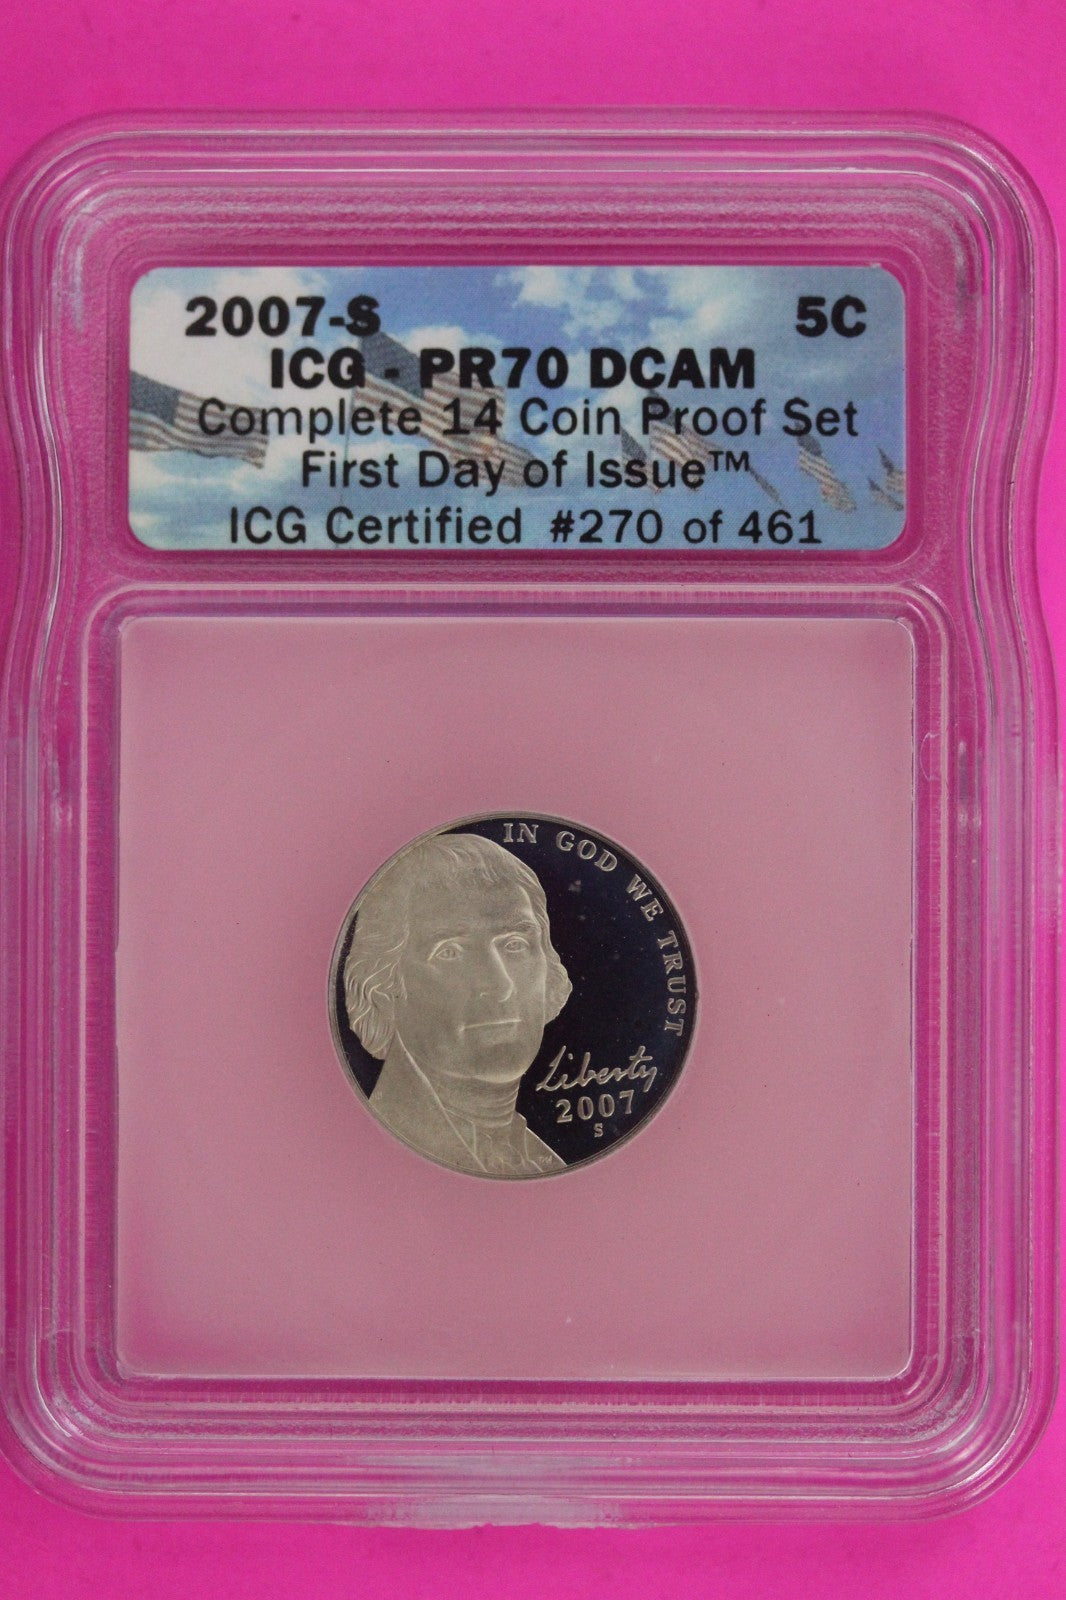 2007-S 5C
ICG - PR70 DCAM
Complete 14 Coin Proof Set
First Day of Issue™
ICG Certified #270 of 461
IN GOD WE TRUST
Liberty
2007
S